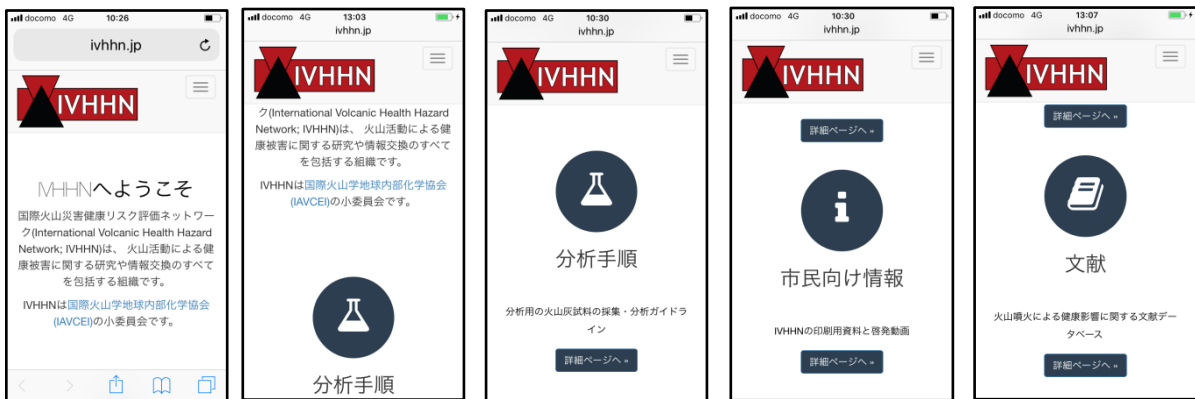 docomo 4G 10:26
ivhhn.jp
IVHHN
IVHHNへようこそ
国際火山災害健康リスク評価ネットワー
ク(International Volcanic Health Hazard
Network; IVHHN)は、 火山活動による健
康被害に関する研究や情報交換のすべて
を包括する組織です。
IVHHNは国際火山学地球内部化学協会
(IAVCEI)の小委員会です。
docomo 4G 13:03
ivhhn.jp
IVHHN
ク(International Volcanic Health Hazard
Network; IVHHN)は、 火山活動による健
康被害に関する研究や情報交換のすべて
を包括する組織です。
IVHHNは国際火山学地球内部化学協会
(IAVCEI)の小委員会です。
分析手順
docomo 4G 10:30
ivhhn.jp
IVHHN
分析手順
分析用の火山灰試料の採集・分析ガイドラ
イン
詳細ページへ »
docomo 4G 10:30
ivhhn.jp
IVHHN
詳細ページへ »
市民向け情報
IVHHNの印刷用資料と啓発動画
詳細ページへ »
docomo 4G 13:07
ivhhn.jp
IVHHN
詳細ページへ »
文献
火山噴火による健康影響に関する文献デー
タベース
詳細ページへ »